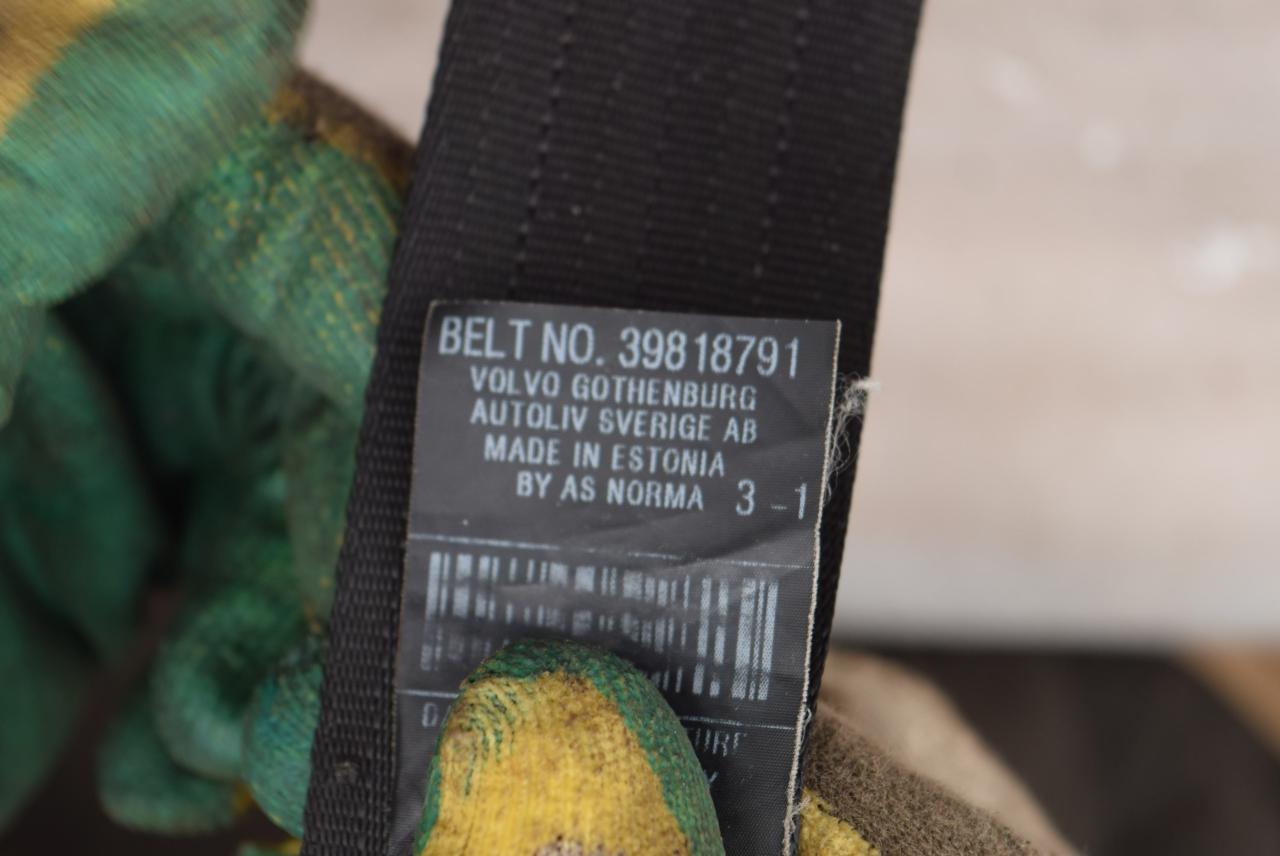 BELT NO. 39818791
VOLVO GOTHENBURG
AUTOLIV SVERIGE AB
MADE IN ESTONIA
BY AS NORMA 3 -1